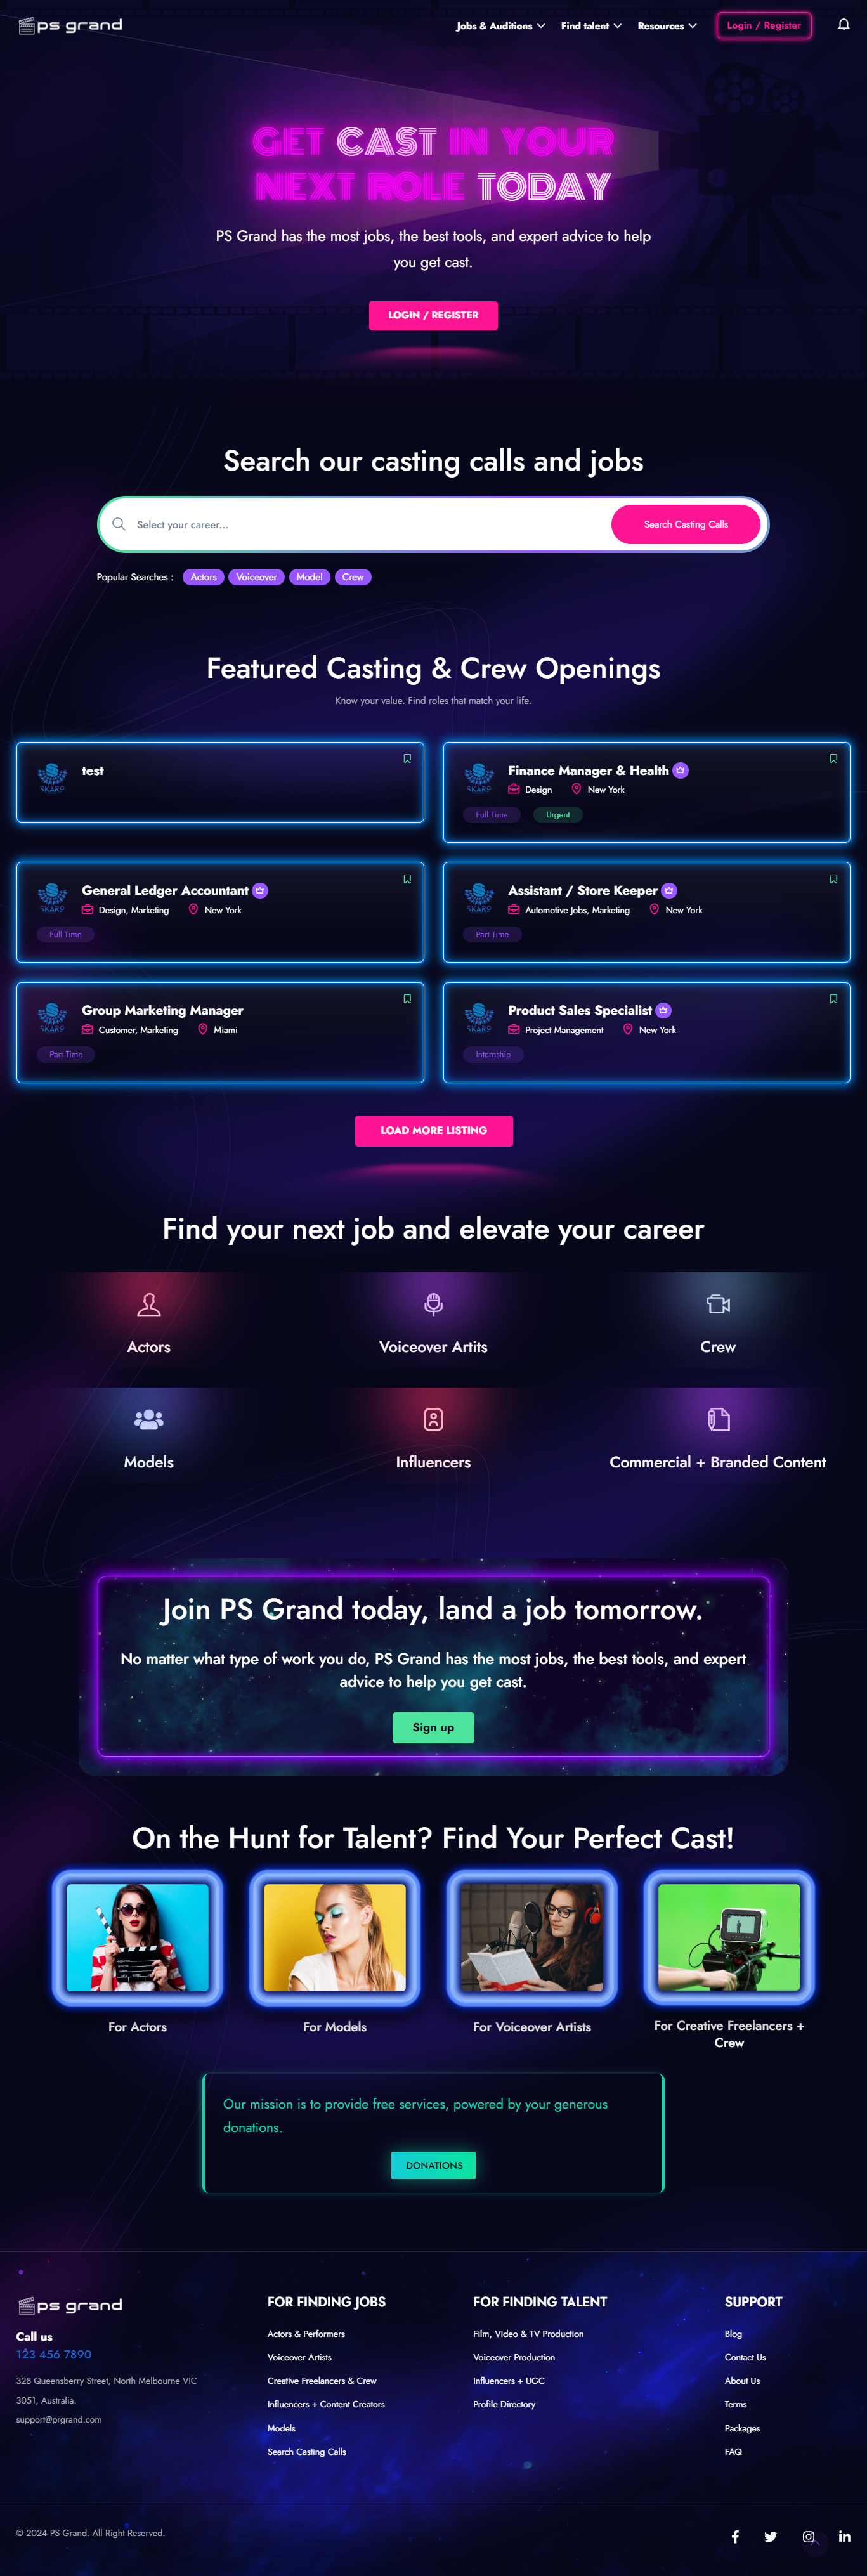 ps grand
Jobs & Auditions
Find talent
Resources
Login / Register
GET CAST IN YOUR
NEXT ROLE TODAY
PS Grand has the most jobs, the best tools, and expert advice to help
you get cast.
LOGIN / REGISTER
Search our casting calls and jobs
Select your career...
Search Casting Calls
Popular Searches :
Actors
Voiceover
Model
Crew
Featured Casting & Crew Openings
Know your value. Find roles that match your life.
SKARD
test
SKARD
Finance Manager & Health
Design
New York
Full Time
Urgent
SKARD
General Ledger Accountant
Design, Marketing
New York
Full Time
SKARD
Assistant / Store Keeper
Automotive Jobs, Marketing
New York
Part Time
SKARD
Group Marketing Manager
Customer, Marketing
Miami
Part Time
SKARD
Product Sales Specialist
Project Management
New York
Internship
LOAD MORE LISTING
Find your next job and elevate your career
Actors
Voiceover Artits
Crew
Models
Influencers
Commercial + Branded Content
Join PS Grand today, land a job tomorrow.
No matter what type of work you do, PS Grand has the most jobs, the best tools, and expert
advice to help you get cast.
Sign up
On the Hunt for Talent? Find Your Perfect Cast!
For Actors
For Models
For Voiceover Artists
For Creative Freelancers +
Crew
Our mission is to provide free services, powered by your generous
donations.
DONATIONS
ps grand
Call us
123 456 7890
328 Queensberry Street, North Melbourne VIC
3051, Australia.
support@prgrand.com
FOR FINDING JOBS
Actors & Performers
Voiceover Artists
Creative Freelancers & Crew
Influencers + Content Creators
Models
Search Casting Calls
FOR FINDING TALENT
Film, Video & TV Production
Voiceover Production
Influencers + UGC
Profile Directory
SUPPORT
Blog
Contact Us
About Us
Terms
Packages
FAQ
© 2024 PS Grand. All Right Reserved.